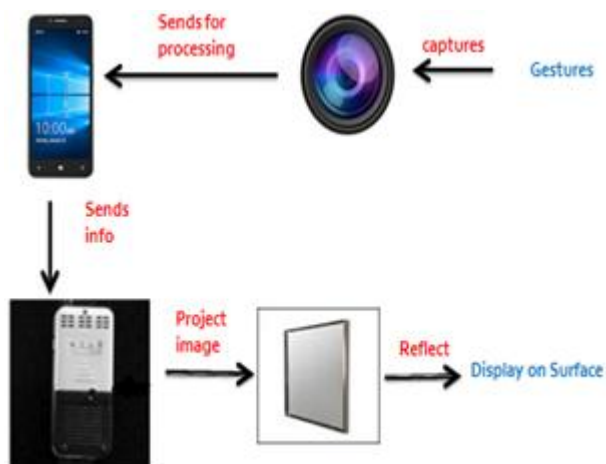 Sends for
processing
captures
Gestures
10:00
Sends
info
Project
image
Reflect
Display on Surface